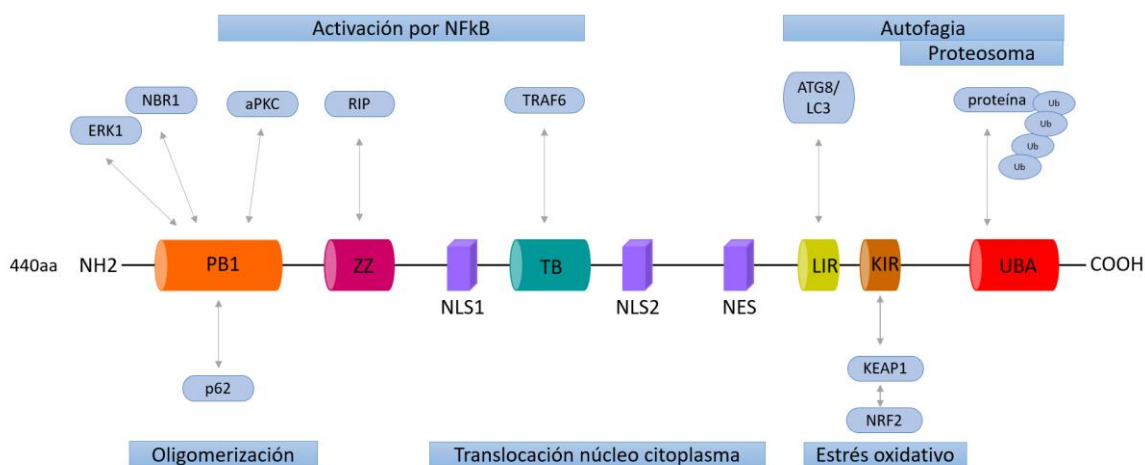 Activación por NFkB
Autofagia
Proteosoma
NBR1
ERK1
aPKC
RIP
TRAF6
ATG8/
LC3
proteína
Ub
Ub
Ub
Ub
440aa
NH2
PB1
ZZ
NLS1
TB
NLS2
NES
LIR
KIR
UBA
COOH
p62
KEAP1
NRF2
Oligomerización
Translocación núcleo citoplasma
Estrés oxidativo